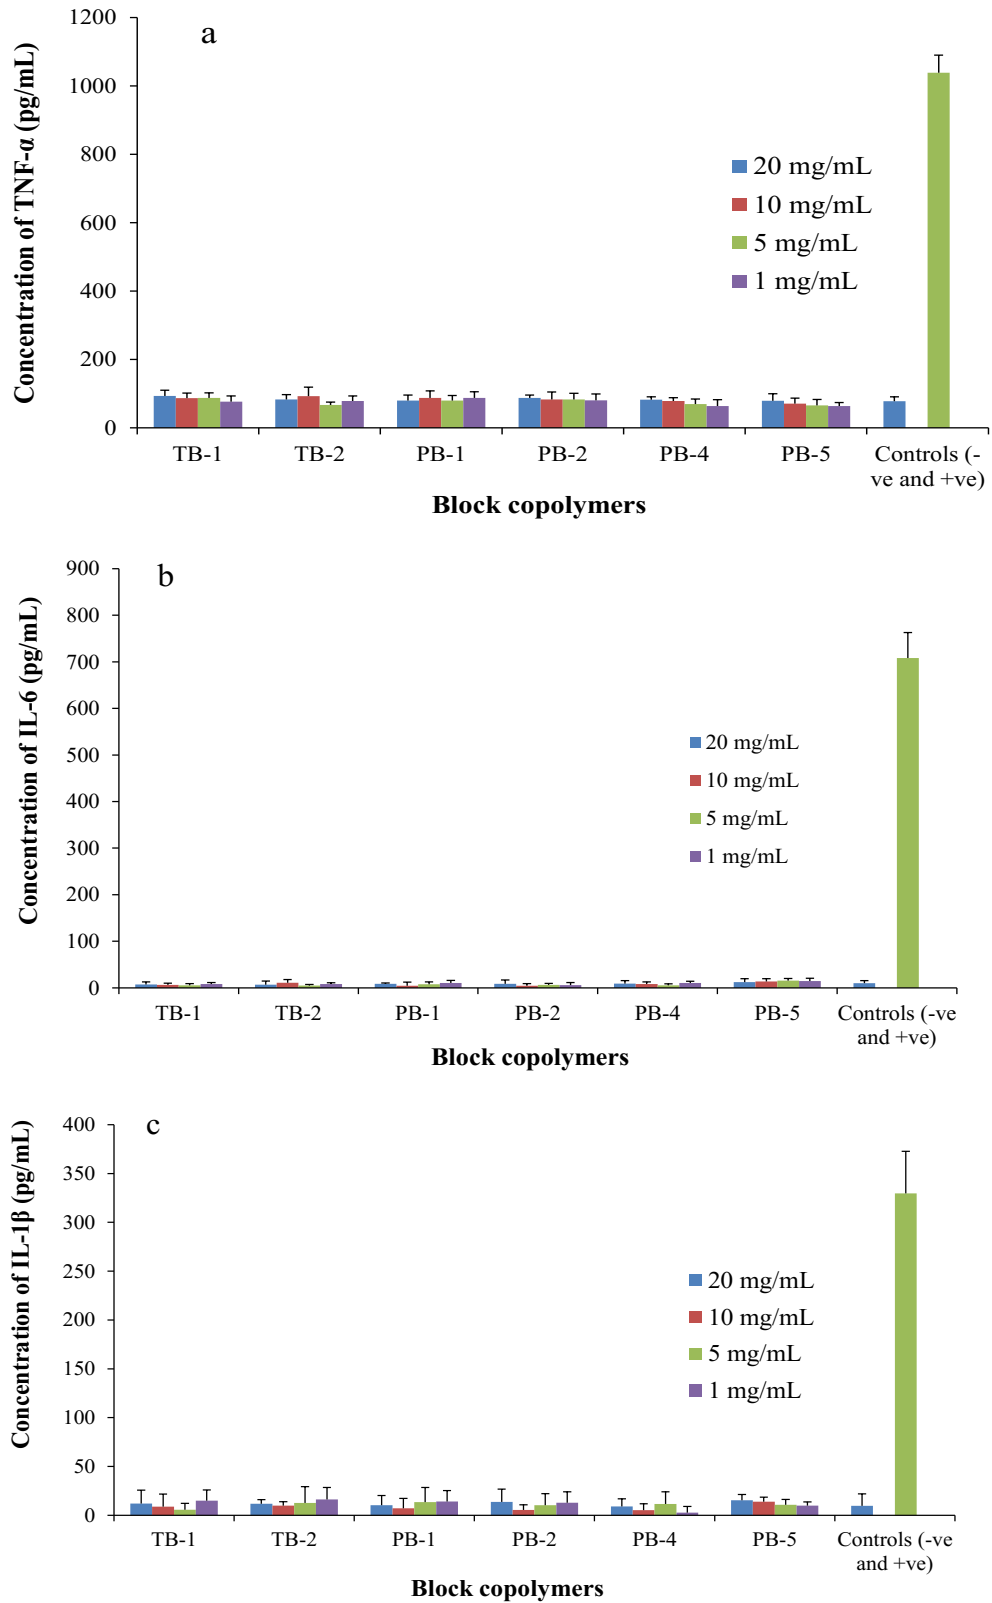 a
1200
1000
800
600
400
200
0
Concentration of TNF-α (pg/mL)
20 mg/mL
10 mg/mL
5 mg/mL
1 mg/mL
TB-1 TB-2 PB-1 PB-2 PB-4 PB-5 Controls (-
ve and +ve)
Block copolymers
b
900
800
700
600
500
400
300
200
100
0
Concentration of IL-6 (pg/mL)
20 mg/mL
10 mg/mL
5 mg/mL
1 mg/mL
TB-1 TB-2 PB-1 PB-2 PB-4 PB-5 Controls (-ve
and +ve)
Block copolymers
c
400
350
300
250
200
150
100
50
0
Concentration of IL-1β (pg/mL)
20 mg/mL
10 mg/mL
5 mg/mL
1 mg/mL
TB-1 TB-2 PB-1 PB-2 PB-4 PB-5 Controls (-ve
and +ve)
Block copolymers